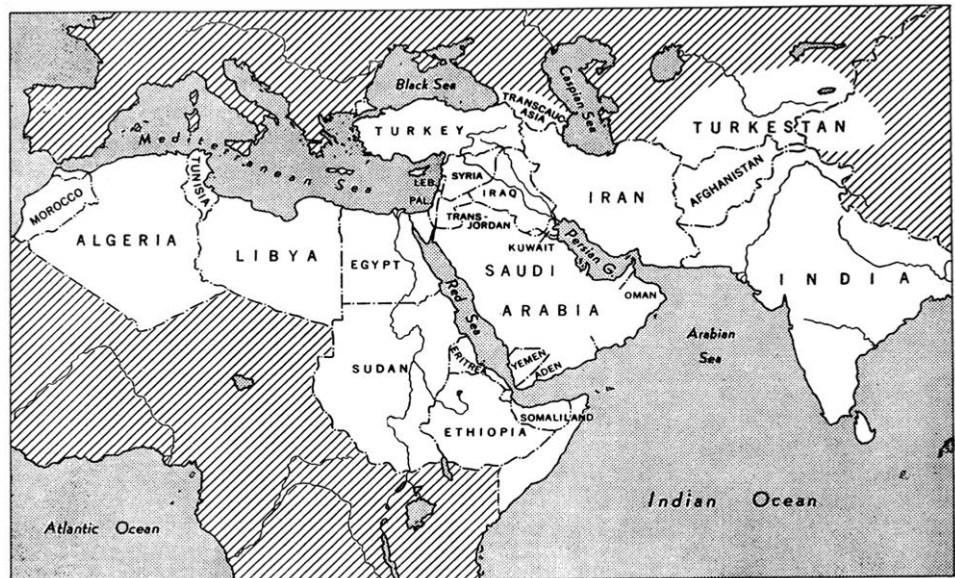 Black Sea
Caspian Sea
TRANSCAUC-
ASIA
TURKESTAN
TURKEY
Mediterranean Sea
TUNISIA
MOROCCO
ALGERIA
LIBYA
EGYPT
LEB.
PAL.
SYRIA
IRAQ
TRANS-
JORDAN
KUWAIT
IRAN
AFGHANISTAN
Persian G.
SAUDI
ARABIA
OMAN
INDIA
Red Sea
Arabian
Sea
SUDAN
ERITREA
YEMEN
ADEN
SOMALILAND
ETHIOPIA
Indian Ocean
Atlantic Ocean